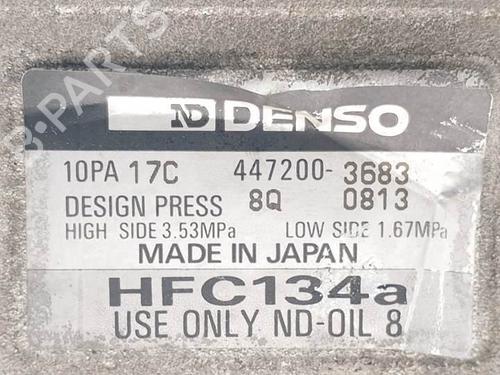 B-PARTS
ND DENSO
10PA 17C 447200-3683
DESIGN PRESS 8Q 0813
HIGH SIDE 3.53MPa LOW SIDE 1.67MPa
MADE IN JAPAN
HFC134a
USE ONLY ND-OIL 8